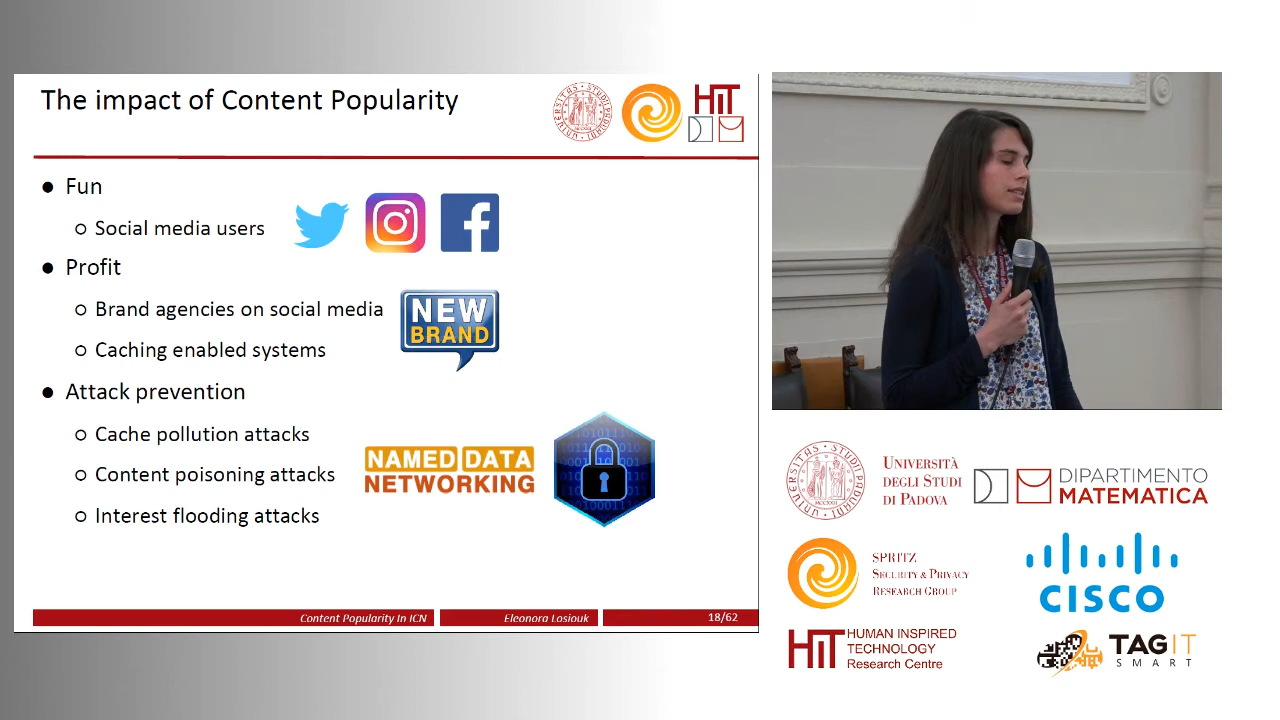 The impact of Content Popularity
HIT
● Fun
○ Social media users
● Profit
○ Brand agencies on social media
NEW
BRAND
○ Caching enabled systems
● Attack prevention
○ Cache pollution attacks
○ Content poisoning attacks
○ Interest flooding attacks
NAMED DATA
NETWORKING
Content Popularity In ICN
Eleonora Losiouk
18/62
UNIVERSITÀ
DEGLI STUDI
DI PADOVA
DIPARTIMENTO
MATEMATICA
SPRITZ
SECURITY & PRIVACY
RESEARCH GROUP
CISCO
HIT
HUMAN INSPIRED
TECHNOLOGY
Research Centre
TAGIT
SMART